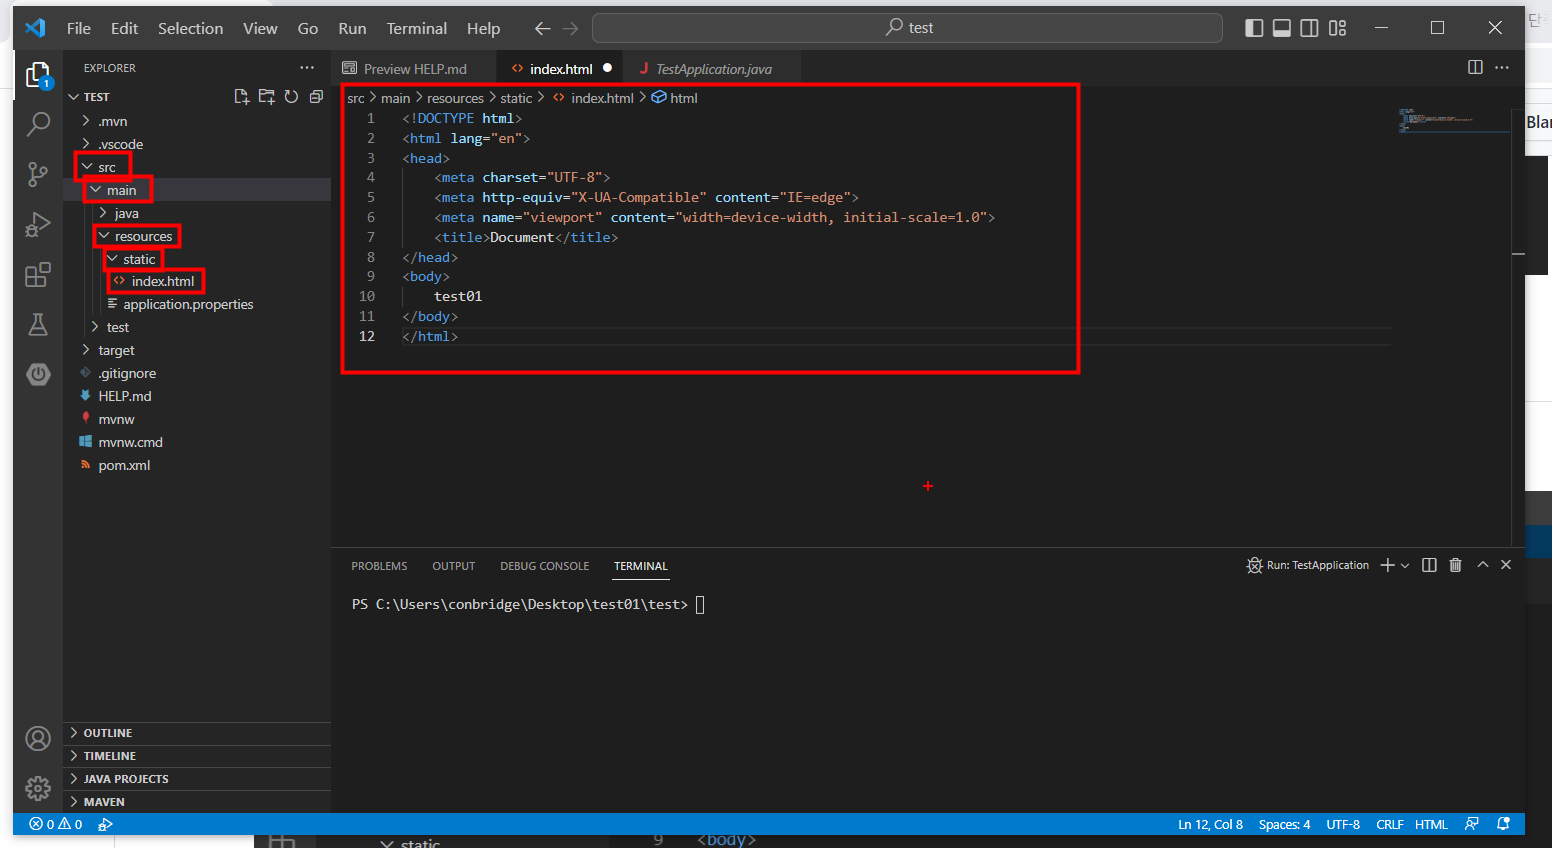 File Edit Selection View Go Run Terminal Help
test
단
EXPLORER
TEST
.mvn
.vscode
src
main
java
resources
static
index.html
application.properties
test
target
.gitignore
HELP.md
mvnw
mvnw.cmd
pom.xml
OUTLINE
TIMELINE
JAVA PROJECTS
MAVEN
1
Preview HELP.md index.html TestApplication.java
src > main > resources > static > index.html > html
1 <!DOCTYPE html>
2 <html lang="en">
3 <head>
4 <meta charset="UTF-8">
5 <meta http-equiv="X-UA-Compatible" content="IE=edge">
6 <meta name="viewport" content="width=device-width, initial-scale=1.0">
7 <title>Document</title>
8 </head>
9 <body>
10 test01
11 </body>
12 </html>
Blan
PROBLEMS OUTPUT DEBUG CONSOLE TERMINAL
Run: TestApplication
PS C:\Users\conbridge\Desktop\test01\test>
0 0
Ln 12, Col 8 Spaces: 4 UTF-8 CRLF HTML
static
9 <body>